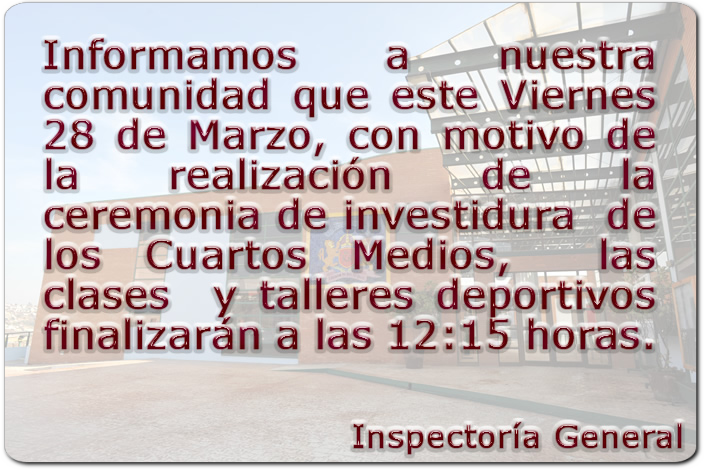 Informamos a nuestra
comunidad que este Viernes
28 de Marzo, con motivo de
la realización de la
ceremonia de investidura de
los Cuartos Medios, las
clases y talleres deportivos
finalizarán a las 12:15 horas.
Inspectoría General